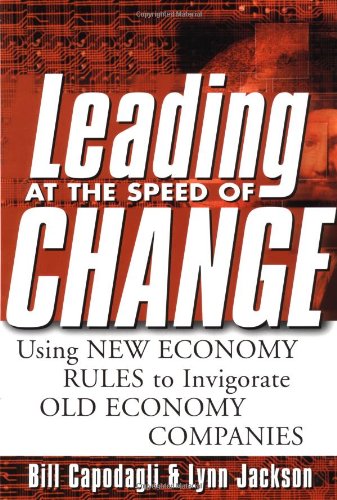 Leading
AT THE SPEED OF
CHANGE
Using NEW ECONOMY
RULES to Invigorate
OLD ECONOMY
COMPANIES
Bill Capodagli & Lynn Jackson